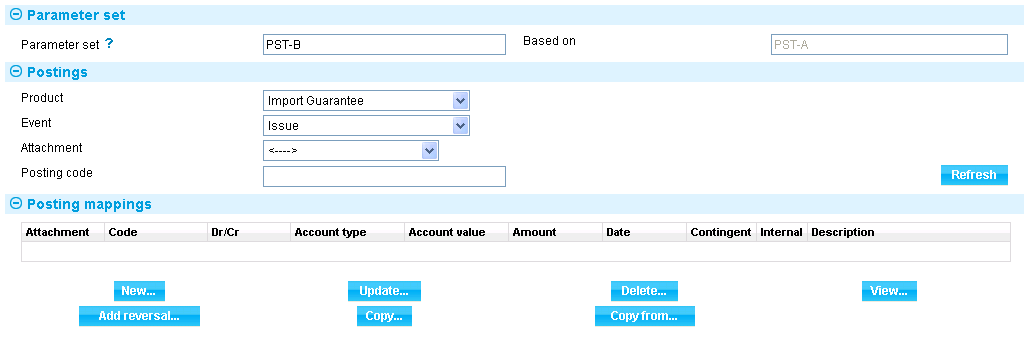 Parameter set
Parameter set ? PST-B Based on PST-A
Postings
Product Import Guarantee
Event Issue
Attachment <---->
Posting code Refresh
Posting mappings
Attachment Code Dr/Cr Account type Account value Amount Date Contingent Internal Description
New... Update... Delete... View...
Add reversal... Copy... Copy from...